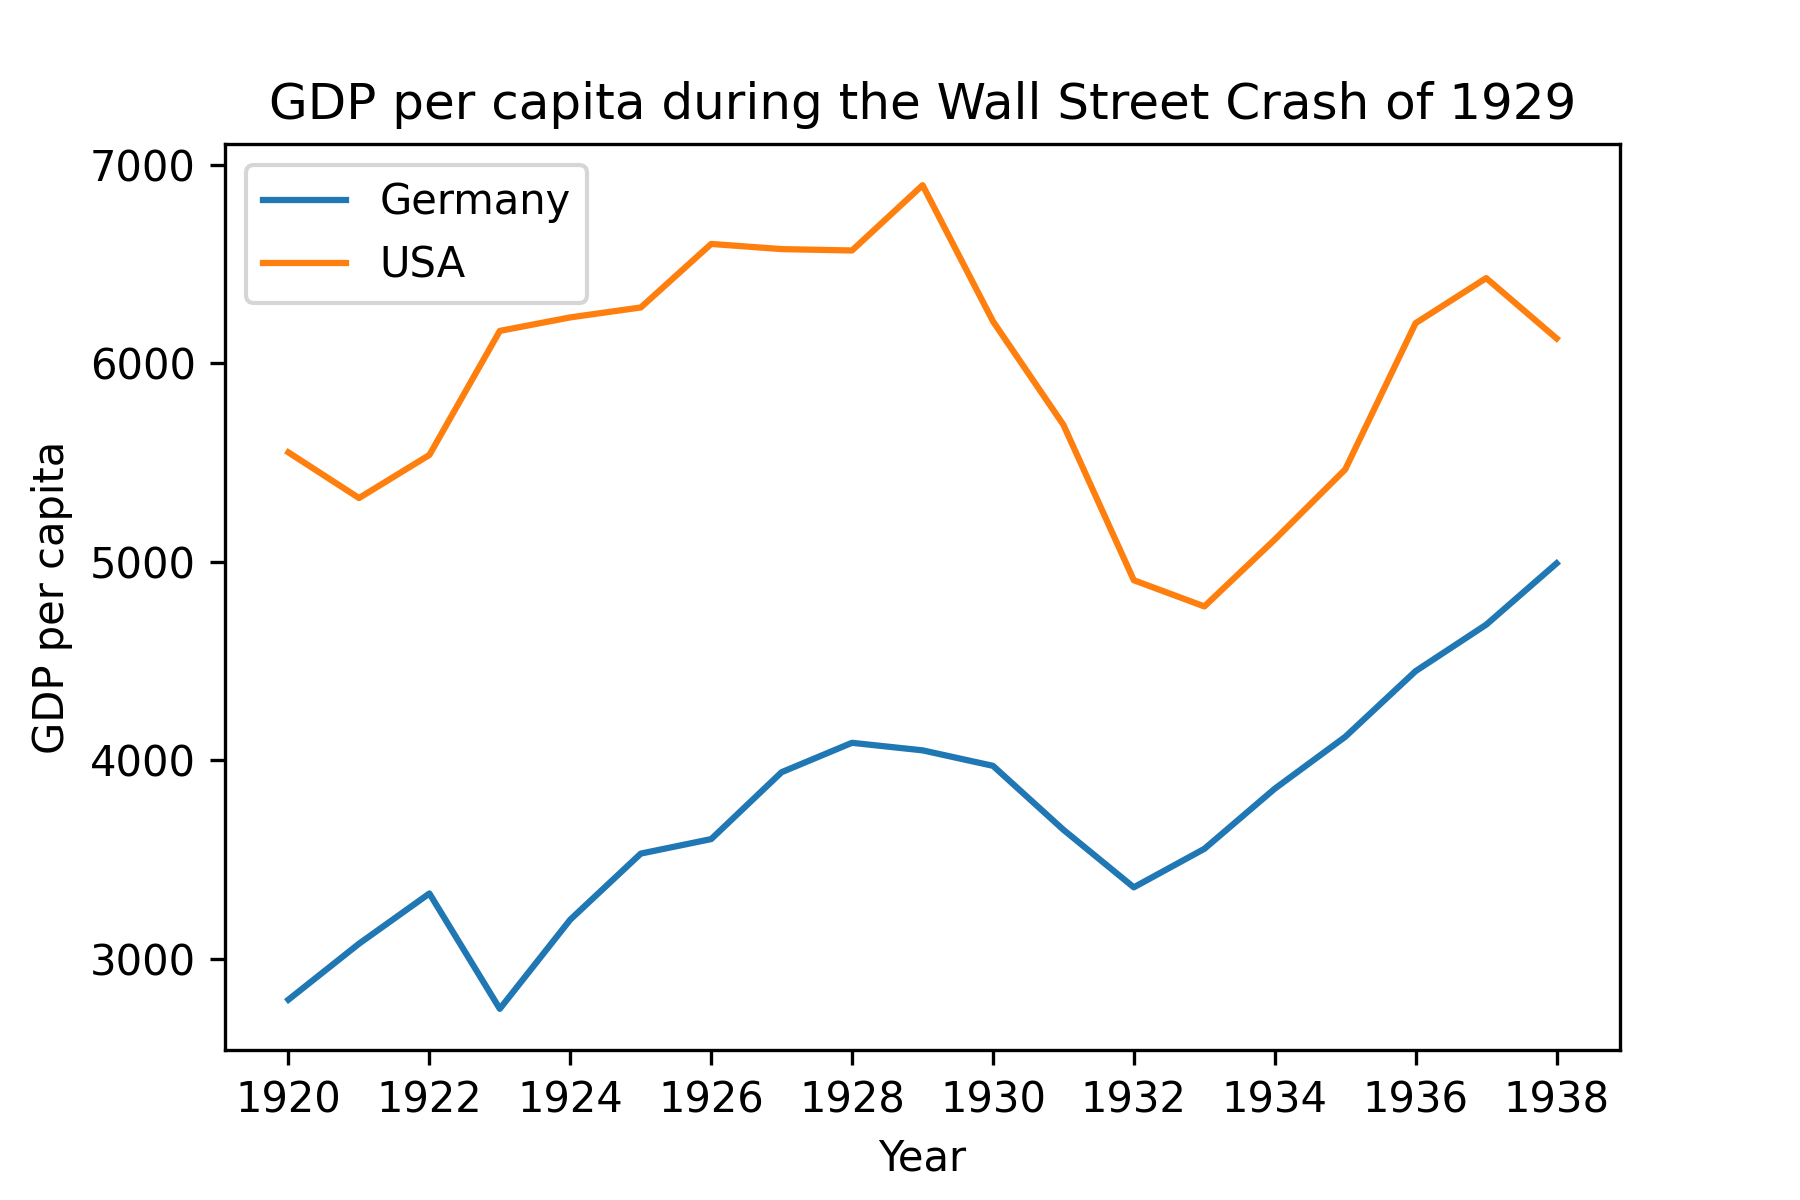 GDP per capita during the Wall Street Crash of 1929
Germany
USA
7000
6000
5000
4000
3000
GDP per capita
1920 1922 1924 1926 1928 1930 1932 1934 1936 1938
Year